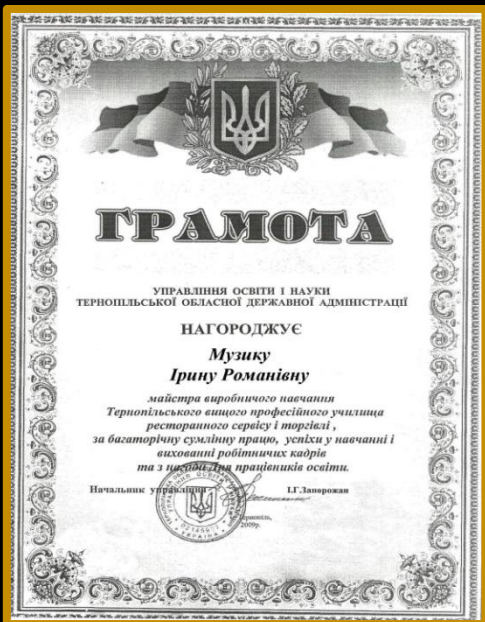 ГРАМОТА
УПРАВЛІННЯ ОСВІТИ І НАУКИ
ТЕРНОПІЛЬСЬКОЇ ОБЛАСНОЇ ДЕРЖАВНОЇ АДМІНІСТРАЦІЇ
НАГОРОДЖУЄ
Музику
Ірину Романівну
майстра виробничого навчання
Тернопільського вищого професійного училища
ресторанного сервісу і торгівлі ,
за багаторічну сумлінну працю, успіхи у навчанні і
вихованні робітничих кадрів
та з нагоди Дня працівників освіти.
Начальник управління І.Г.Запорожан
Тернопіль,
2009р.
УКРАЇНА